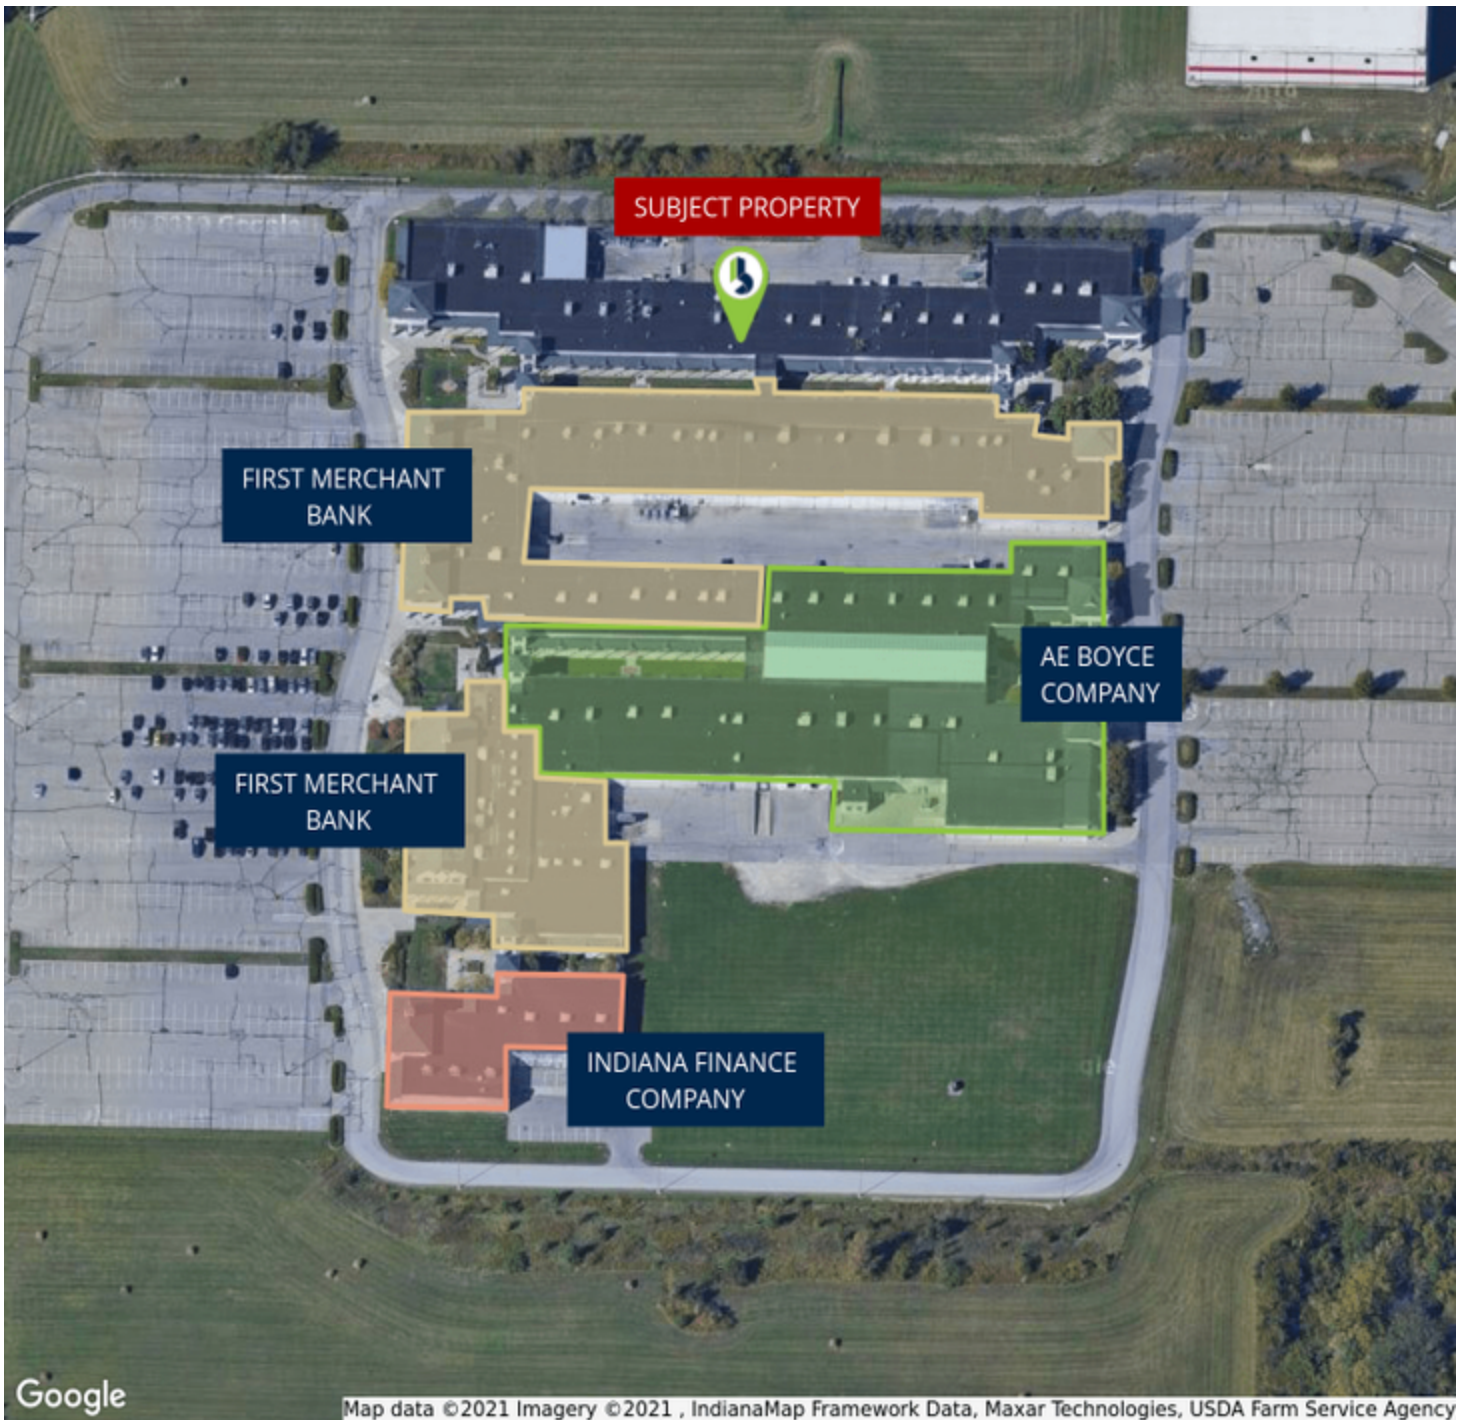 SUBJECT PROPERTY
FIRST MERCHANT
BANK
AE BOYCE
COMPANY
FIRST MERCHANT
BANK
INDIANA FINANCE
COMPANY
Google
Map data ©2021 Imagery ©2021 , IndianaMap Framework Data, Maxar Technologies, USDA Farm Service Agency